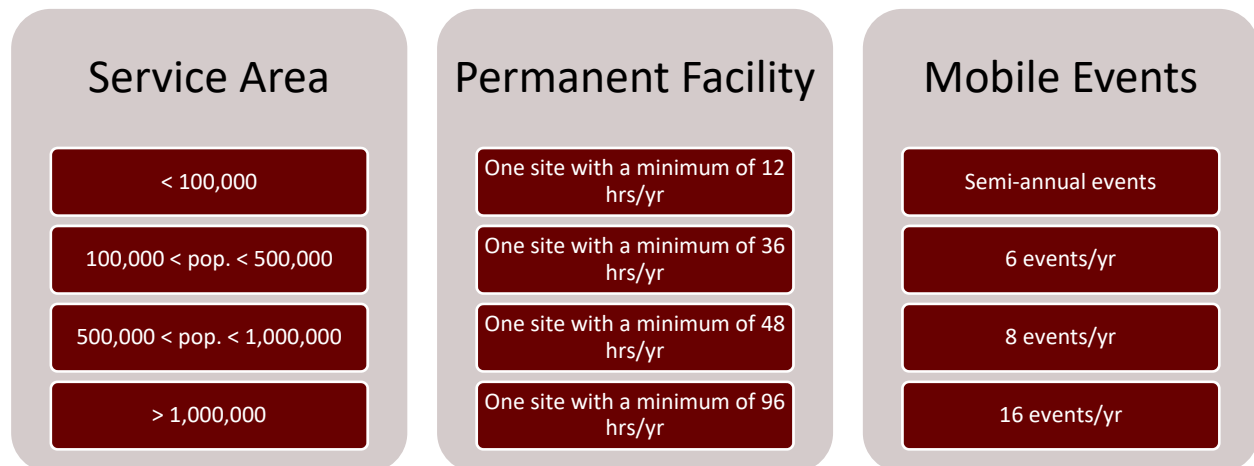 Service Area
< 100,000
100,000 < pop. < 500,000
500,000 < pop. < 1,000,000
> 1,000,000
Permanent Facility
One site with a minimum of 12
hrs/yr
One site with a minimum of 36
hrs/yr
One site with a minimum of 48
hrs/yr
One site with a minimum of 96
hrs/yr
Mobile Events
Semi-annual events
6 events/yr
8 events/yr
16 events/yr